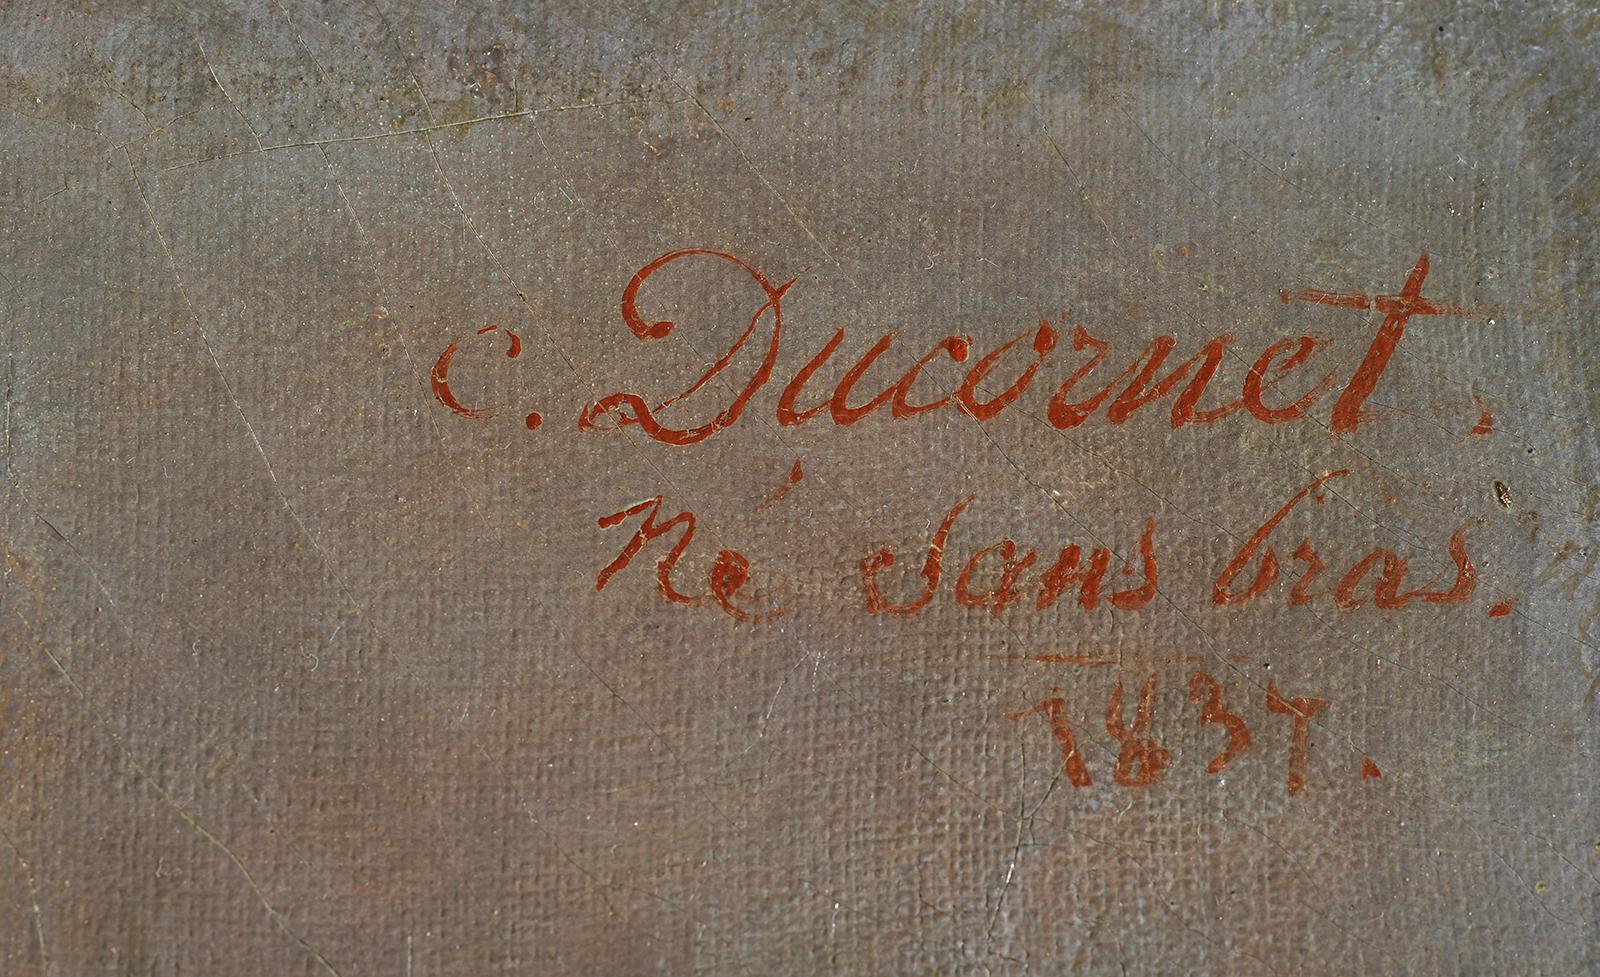 c. Ducornet.
né sans bras.
1837.